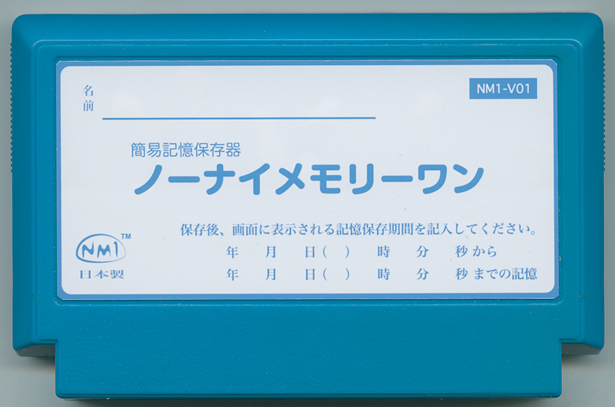 名前
NM1-V01
簡易記憶保存器
ノーナイメモリーワン
保存後、画面に表示される記憶保存期間を記入してください。
年 月 日( ) 時 分 秒から
年 月 日( ) 時 分 秒までの記憶
NM1 TM
日本製